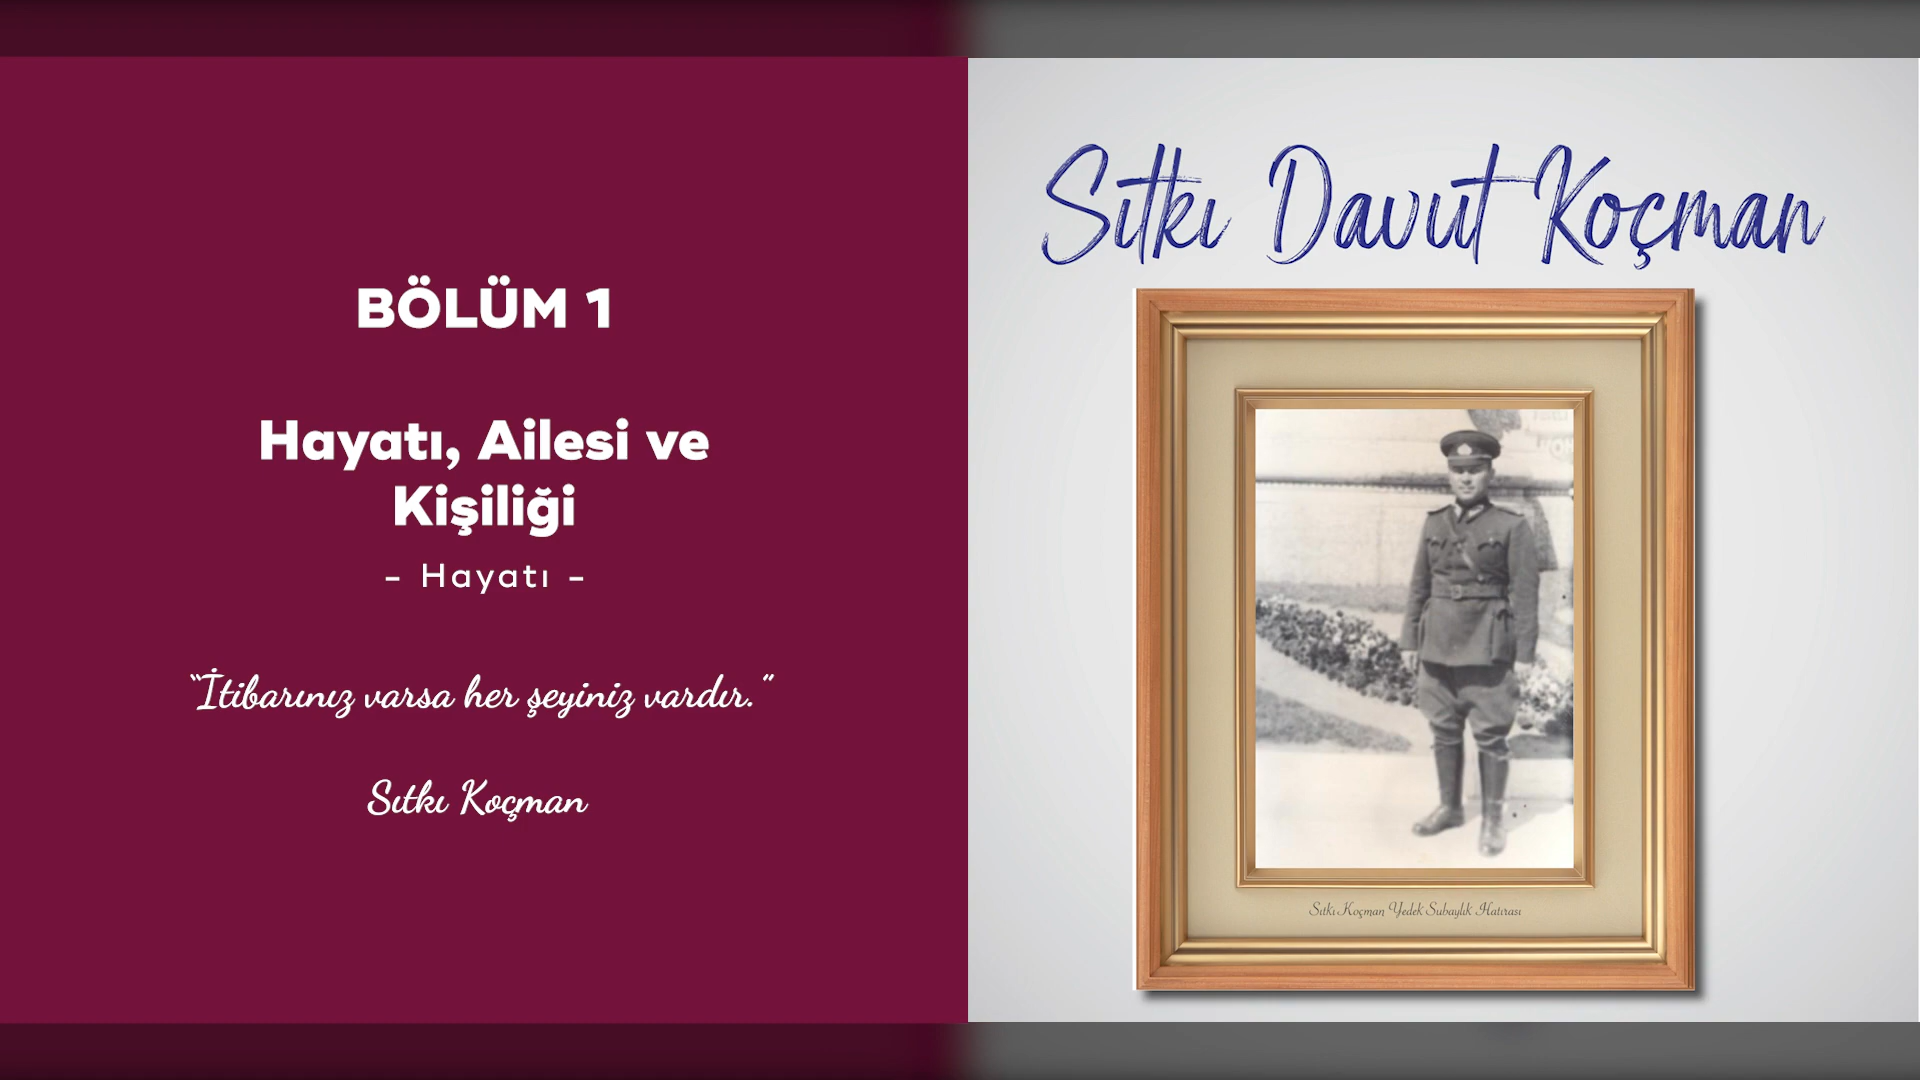 BÖLÜM 1
Hayatı, Ailesi ve
Kişiliği
- Hayatı -
“İtibarınız varsa her şeyiniz vardır.”
Sıtkı Koçman
Sıtkı Davut Koçman
Sıtkı Koçman Yedek Subaylık Hatırası